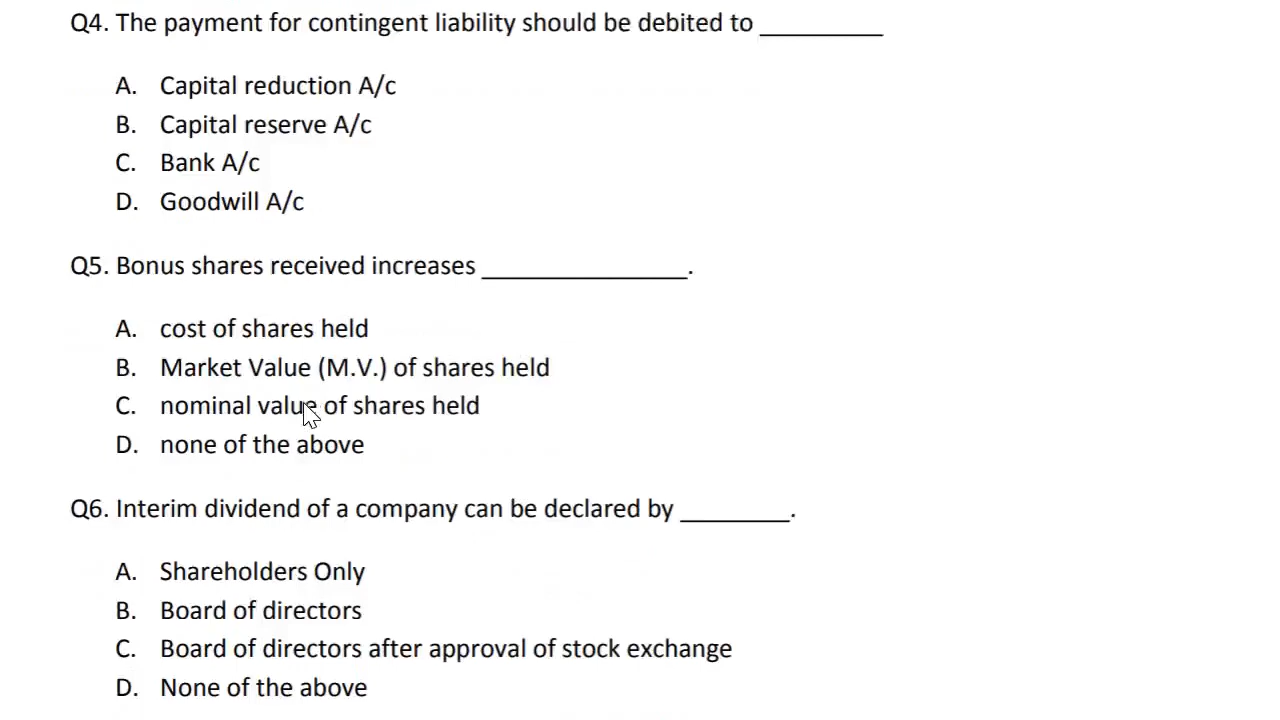 Q4. The payment for contingent liability should be debited to _________
A. Capital reduction A/c
B. Capital reserve A/c
C. Bank A/c
D. Goodwill A/c
Q5. Bonus shares received increases _______________.
A. cost of shares held
B. Market Value (M.V.) of shares held
C. nominal value of shares held
D. none of the above
Q6. Interim dividend of a company can be declared by ________.
A. Shareholders Only
B. Board of directors
C. Board of directors after approval of stock exchange
D. None of the above